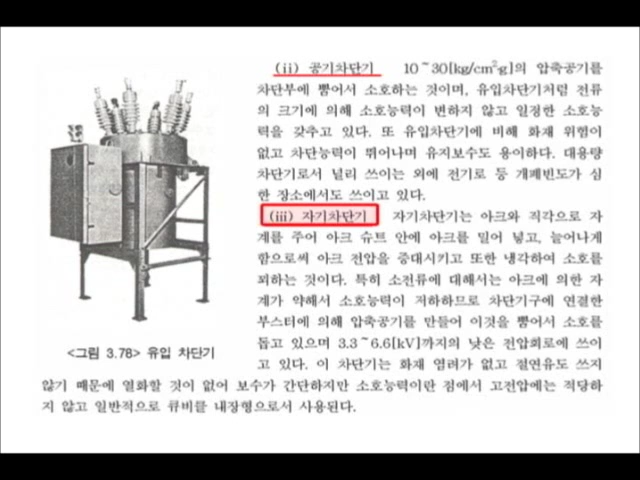 (ii) 공기차단기 10~30[kg/cm²g]의 압축공기를
차단부에 뿜어서 소호하는 것이며, 유입차단기처럼 전류
의 크기에 의해 소호능력이 변하지 않고 일정한 소호능
력을 갖추고 있다. 또 유입차단기에 비해 화재 위험이
없고 차단능력이 뛰어나며 유지보수도 용이하다. 대용량
차단기로서 널리 쓰이는 외에 전기로 등 개폐빈도가 심
한 장소에서도 쓰이고 있다.
(iii) 자기차단기 자기차단기는 아크와 직각으로 자
계를 주어 아크 슈트 안에 아크를 밀어 넣고, 늘어나게
함으로써 아크 전압을 증대시키고 또한 냉각하여 소호를
꾀하는 것이다. 특히 소전류에 대해서는 아크에 의한 자
계가 약해서 소호능력이 저하하므로 차단기구에 연결한
부스터에 의해 압축공기를 만들어 이것을 뿜어서 소호를
돕고 있으며 3.3~6.6[kV]까지의 낮은 전압회로에 쓰이
고 있다. 이 차단기는 화재 염려가 없고 절연유도 쓰지
않기 때문에 열화할 것이 없어 보수가 간단하지만 소호능력이란 점에서 고전압에는 적당하
지 않고 일반적으로 큐비클 내장형으로서 사용된다.
<그림 3.78> 유입 차단기